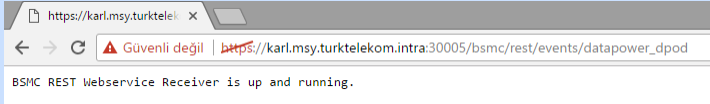 https://karl.msy.turktelek
Güvenli değil | https://karl.msy.turktelekom.intra:30005/bsmc/rest/events/datapower_dpod
BSMC REST Webservice Receiver is up and running.